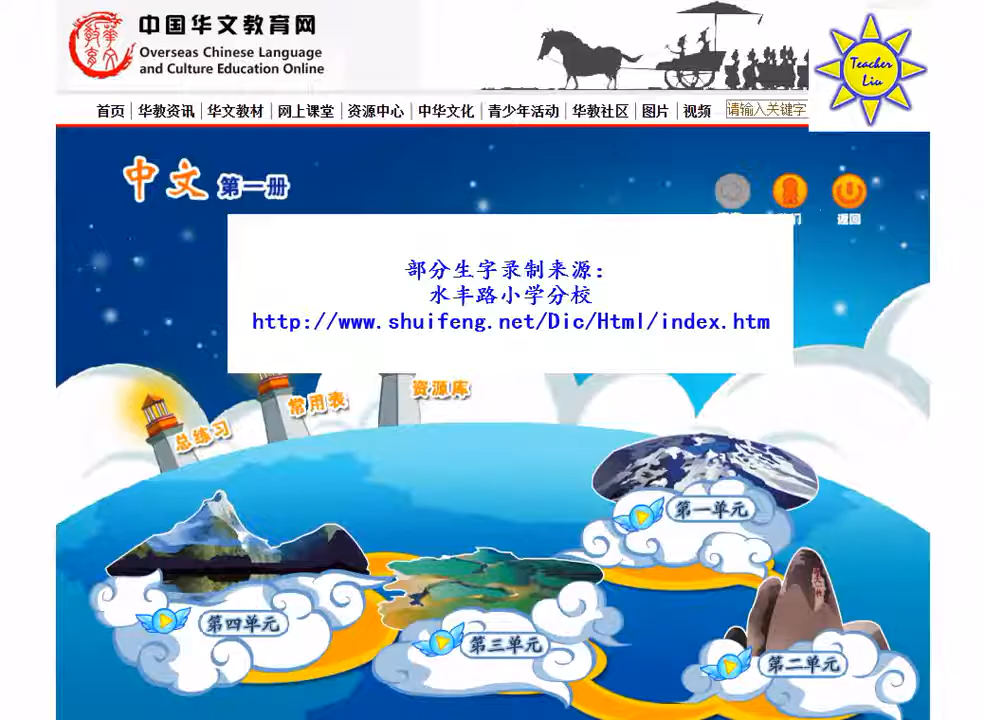 中国华文教育网
Overseas Chinese Language
and Culture Education Online
Teacher
Liu
首页 华教资讯 华文教材 网上课堂 资源中心 中华文化 青少年活动 华教社区 图片 视频 请输入关键字
中文 第一册
返回
部分生字录制来源：
水丰路小学分校
http://www.shuifeng.net/Dic/Html/index.htm
总练习
常用表
资源库
第一单元
第四单元
第三单元
第二单元